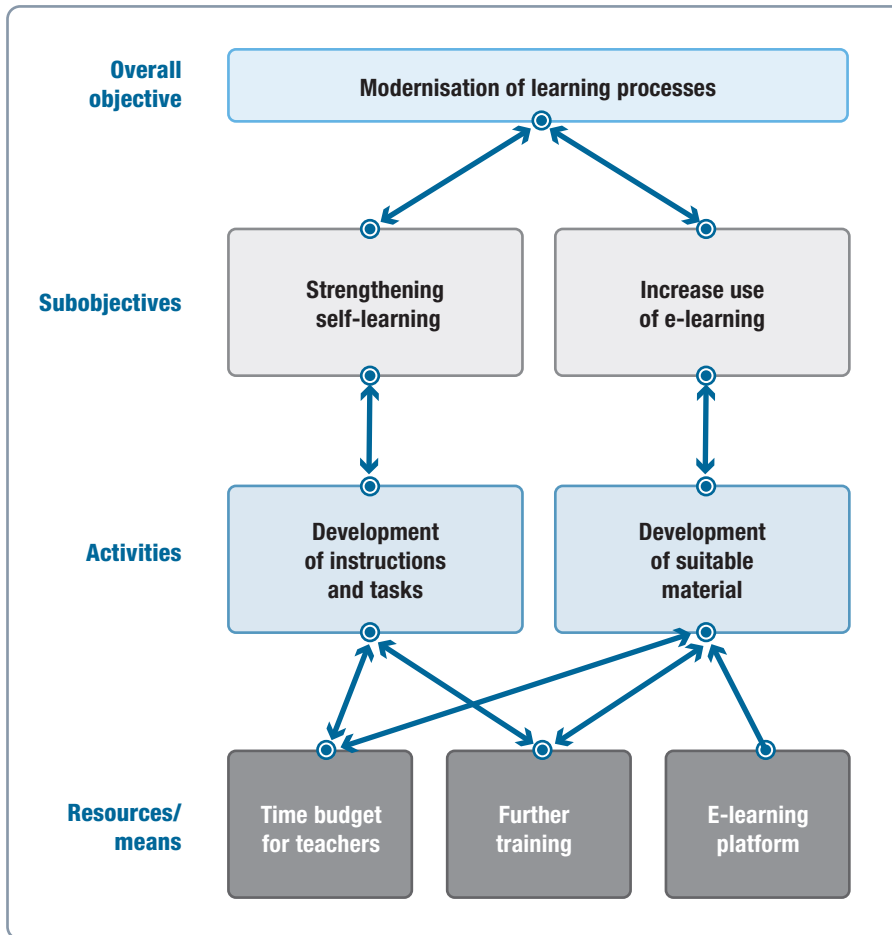 Overall
objective
Modernisation of learning processes
Subobjectives
Strengthening
self-learning
Increase use
of e-learning
Activities
Development
of instructions
and tasks
Development
of suitable
material
Resources/
means
Time budget
for teachers
Further
training
E-learning
platform